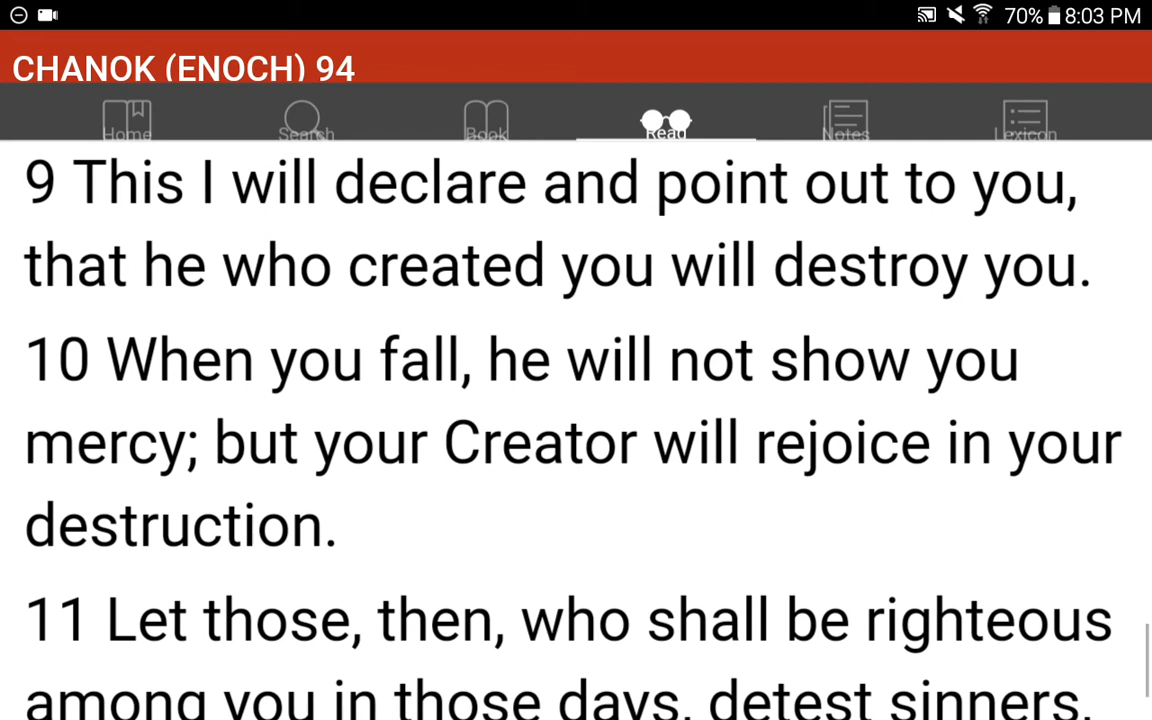 70% 8:03 PM
CHANOK (ENOCH) 94
Home Search Book Read Notes Lexicon
9 This I will declare and point out to you,
that he who created you will destroy you.
10 When you fall, he will not show you
mercy; but your Creator will rejoice in your
destruction.
11 Let those, then, who shall be righteous
among you in those days, detest sinners,